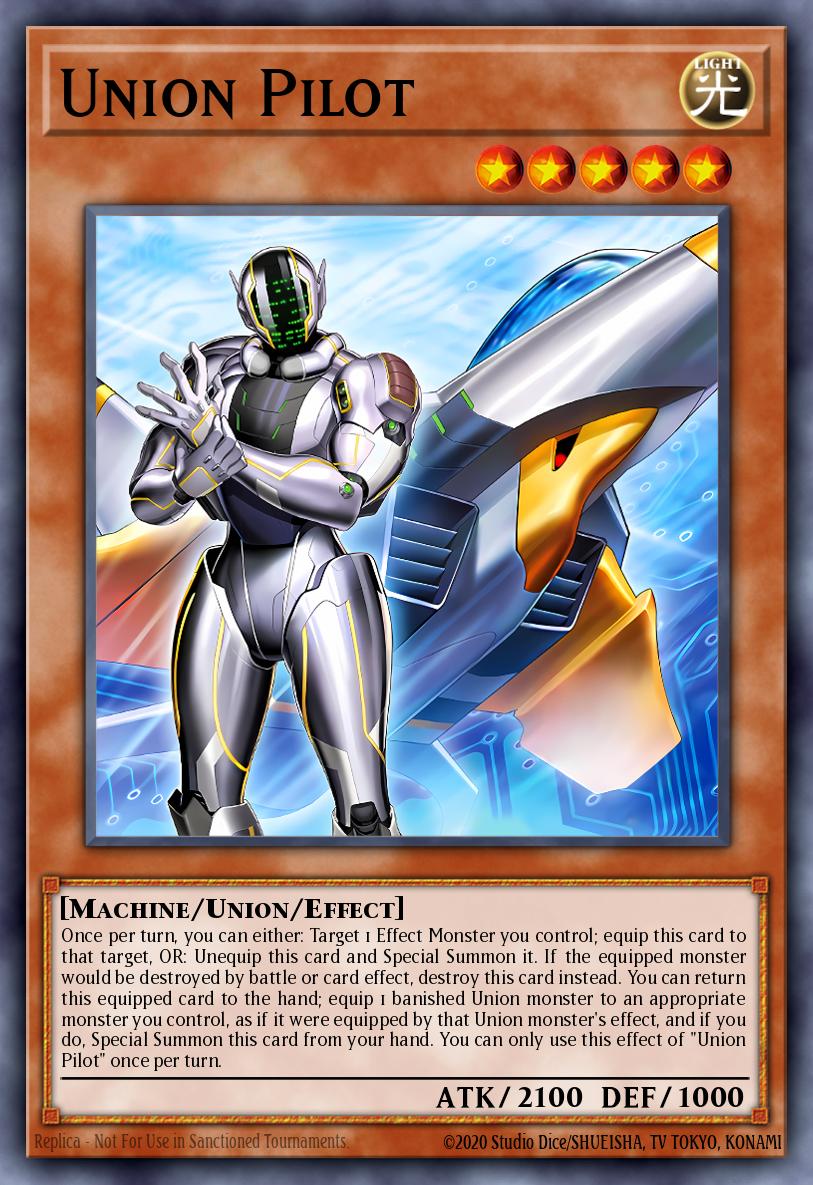 Union Pilot
LIGHT
光
[Machine/Union/Effect]
Once per turn, you can either: Target 1 Effect Monster you control; equip this card to
that target, OR: Unequip this card and Special Summon it. If the equipped monster
would be destroyed by battle or card effect, destroy this card instead. You can return
this equipped card to the hand; equip 1 banished Union monster to an appropriate
monster you control, as if it were equipped by that Union monster's effect, and if you
do, Special Summon this card from your hand. You can only use this effect of "Union
Pilot" once per turn.
ATK/2100 DEF/1000
Replica - Not For Use in Sanctioned Tournaments.
©2020 Studio Dice/SHUEISHA, TV TOKYO, KONAMI